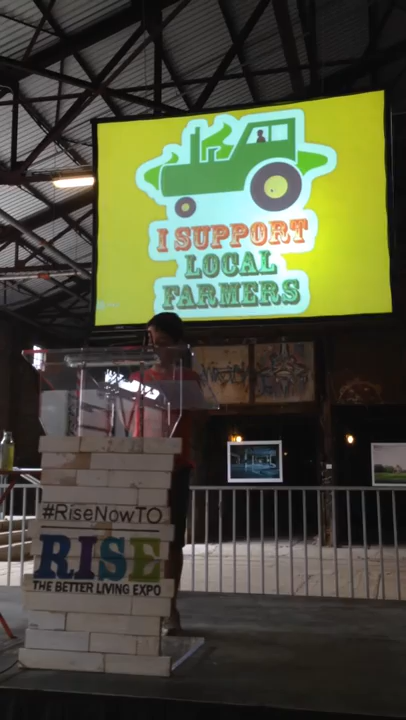 I SUPPORT
LOCAL
FARMERS
#RiseNowTO
RISE
THE BETTER LIVING EXPO